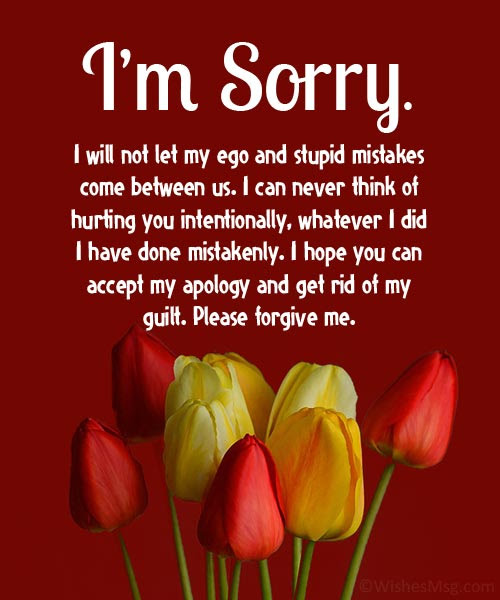 I'm Sorry.
I will not let my ego and stupid mistakes
come between us. I can never think of
hurting you intentionally, whatever I did
I have done mistakenly. I hope you can
accept my apology and get rid of my
guilt. Please forgive me.
©WishesMsg.com